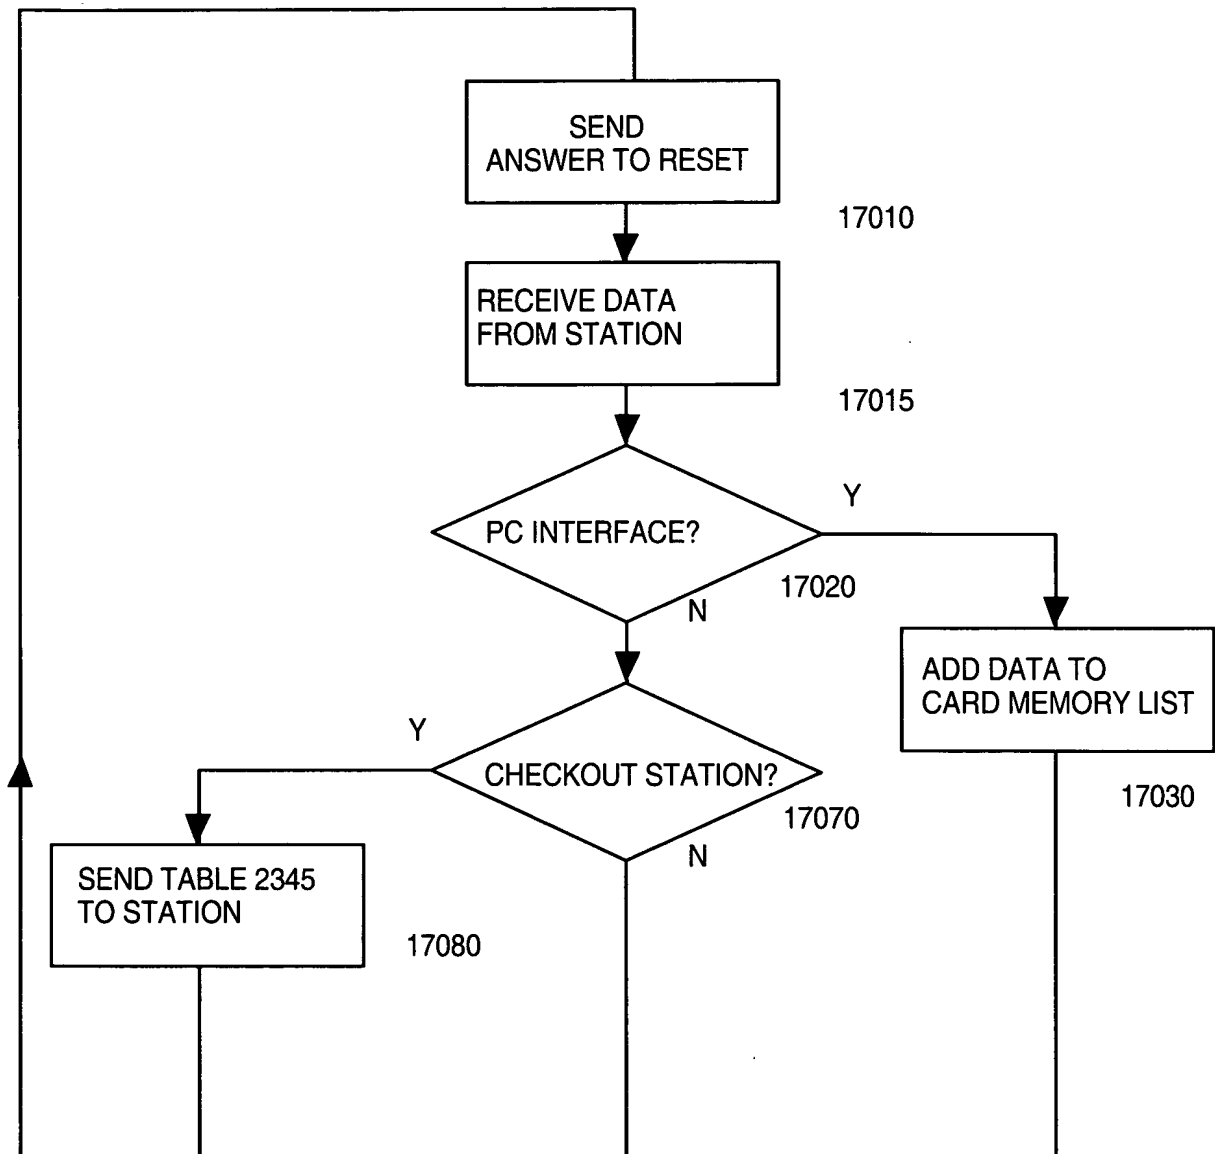 SEND
ANSWER TO RESET
17010
RECEIVE DATA
FROM STATION
17015
Y
PC INTERFACE?
17020
N
ADD DATA TO
CARD MEMORY LIST
17030
Y
CHECKOUT STATION?
17070
N
SEND TABLE 2345
TO STATION
17080